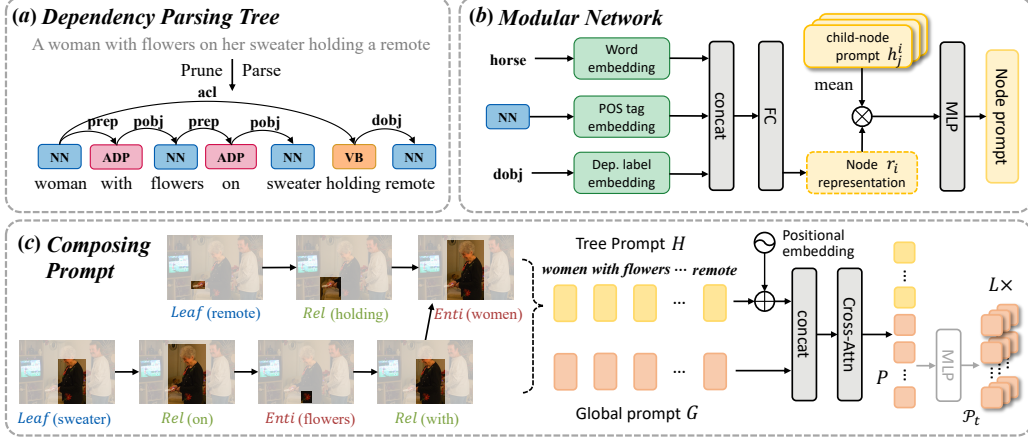 (a) Dependency Parsing Tree
A woman with flowers on her sweater holding a remote
Prune Parse
acl
prep pobj prep pobj dobj
NN ADP NN ADP NN VB NN
woman with flowers on sweater holding remote
(b) Modular Network
horse
Word embedding
NN
POS tag embedding
dobj
Dep. label embedding
concat
FC
child-node prompt h_j^i
mean
Node r_i representation
MLP
Node prompt
(c) Composing Prompt
Leaf (remote) Rel (holding) Enti (women)
Leaf (sweater) Rel (on) Enti (flowers) Rel (with)
Tree Prompt H
women with flowers ··· remote
...
...
Global prompt G
Positional embedding
concat
Cross-Attn
P
MLP
L×
𝒫_t